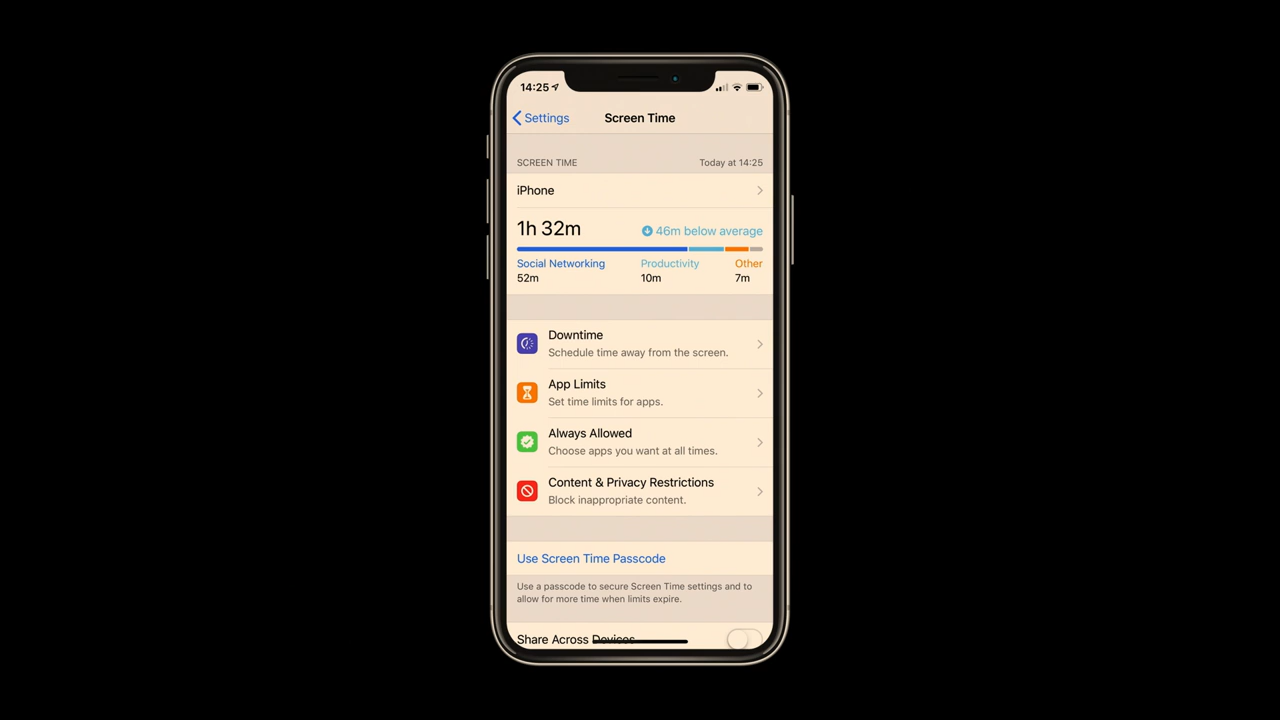 14:25
Settings
Screen Time
SCREEN TIME
Today at 14:25
iPhone
1h 32m
46m below average
Social Networking
Productivity
Other
52m
10m
7m
Downtime
Schedule time away from the screen.
App Limits
Set time limits for apps.
Always Allowed
Choose apps you want at all times.
Content & Privacy Restrictions
Block inappropriate content.
Use Screen Time Passcode
Use a passcode to secure Screen Time settings and to
allow for more time when limits expire.
Share Across Devices